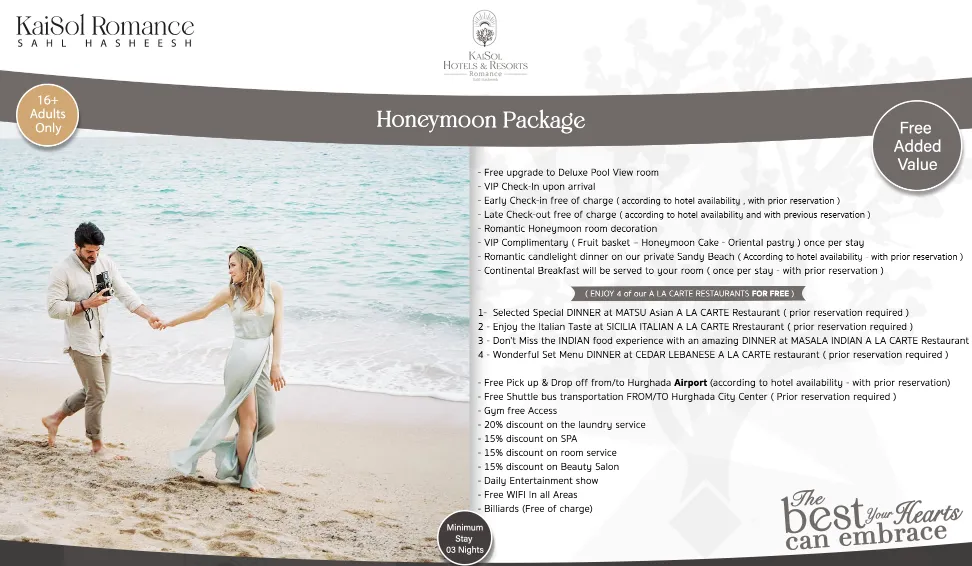 KaiSol Romance
SAHL HASHEESH
KAISOL
HOTELS & RESORTS
Romance
16+
Adults
Only
Honeymoon Package
Free
Added
Value
- Free upgrade to Deluxe Pool View room
- VIP Check-In upon arrival
- Early Check-in free of charge ( according to hotel availability , with prior reservation )
- Late Check-out free of charge ( according to hotel availability and with previous reservation )
- Romantic Honeymoon room decoration
- VIP Complimentary ( Fruit basket – Honeymoon Cake - Oriental pastry ) once per stay
- Romantic candlelight dinner on our private Sandy Beach ( According to hotel availability - with prior reservation )
- Continental Breakfast will be served to your room ( once per stay - with prior reservation )
( ENJOY 4 of our A LA CARTE RESTAURANTS FOR FREE )
1- Selected Special DINNER at MATSU Asian A LA CARTE Restaurant ( prior reservation required )
2 - Enjoy the Italian Taste at SICILIA ITALIAN A LA CARTE Rrestaurant ( prior reservation required )
3 - Don't Miss the INDIAN food experience with an amazing DINNER at MASALA INDIAN A LA CARTE Restaurant
4 - Wonderful Set Menu DINNER at CEDAR LEBANESE A LA CARTE restaurant ( prior reservation required )
- Free Pick up & Drop off from/to Hurghada Airport (according to hotel availability - with prior reservation)
- Free Shuttle bus transportation FROM/TO Hurghada City Center ( Prior reservation required )
- Gym free Access
- 20% discount on the laundry service
- 15% discount on SPA
- 15% discount on room service
- 15% discount on Beauty Salon
- Daily Entertainment show
- Free WIFI In all Areas
- Billiards (Free of charge)
Minimum
Stay
03 Nights
The
best Your Hearts
can embrace